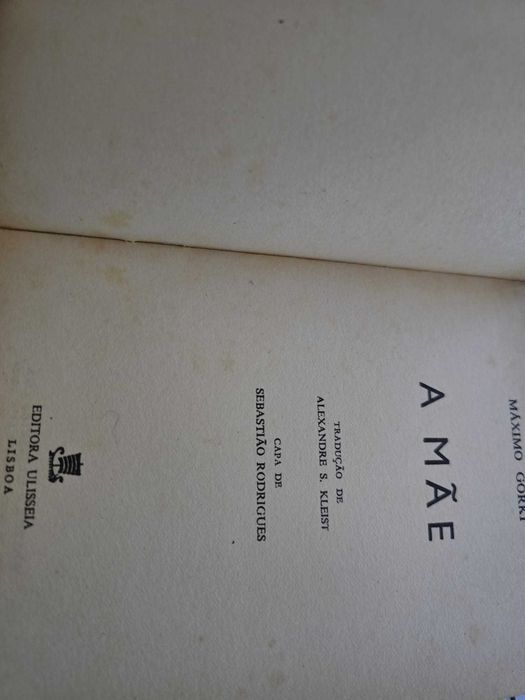 MÁXIMO GORKI
A MÃE
TRADUÇÃO DE
ALEXANDRE S. KLEIST
CAPA DE
SEBASTIÃO RODRIGUES
EDITORA ULISSEIA
LISBOA